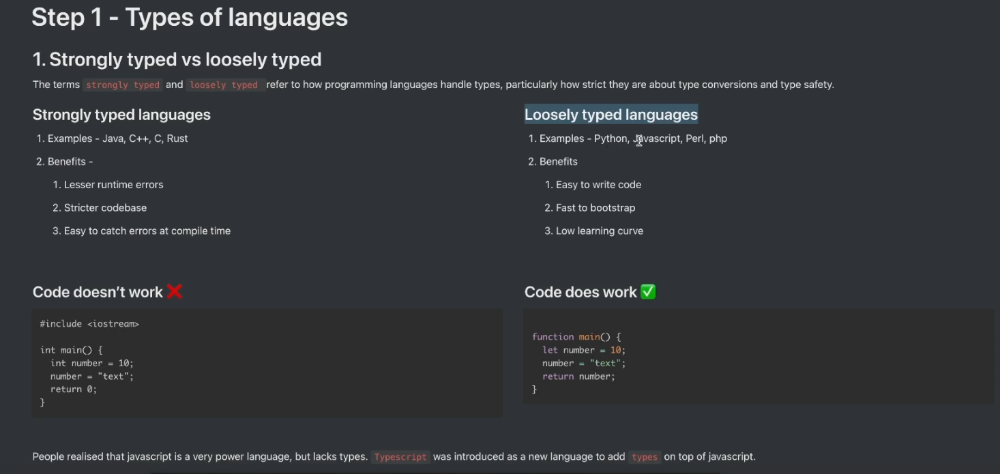 Step 1 - Types of languages
1. Strongly typed vs loosely typed
The terms strongly typed and loosely typed refer to how programming languages handle types, particularly how strict they are about type conversions and type safety.
Strongly typed languages
1. Examples - Java, C++, C, Rust
2. Benefits -
1. Lesser runtime errors
2. Stricter codebase
3. Easy to catch errors at compile time
Loosely typed languages
1. Examples - Python, Javascript, Perl, php
2. Benefits
1. Easy to write code
2. Fast to bootstrap
3. Low learning curve
Code doesn't work ❌
#include <iostream>
int main() {
  int number = 10;
  number = "text";
  return 0;
}
Code does work ✅
function main() {
  let number = 10;
  number = "text";
  return number;
}
People realised that javascript is a very power language, but lacks types. Typescript was introduced as a new language to add types on top of javascript.